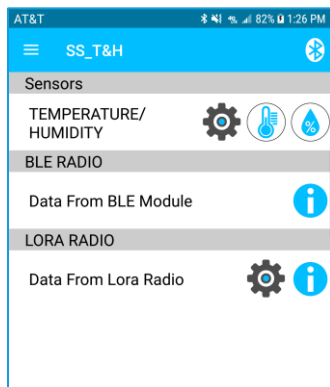 AT&T 82% 1:26 PM
SS_T&H
Sensors
TEMPERATURE/
HUMIDITY
%
BLE RADIO
Data From BLE Module
i
LORA RADIO
Data From Lora Radio
i